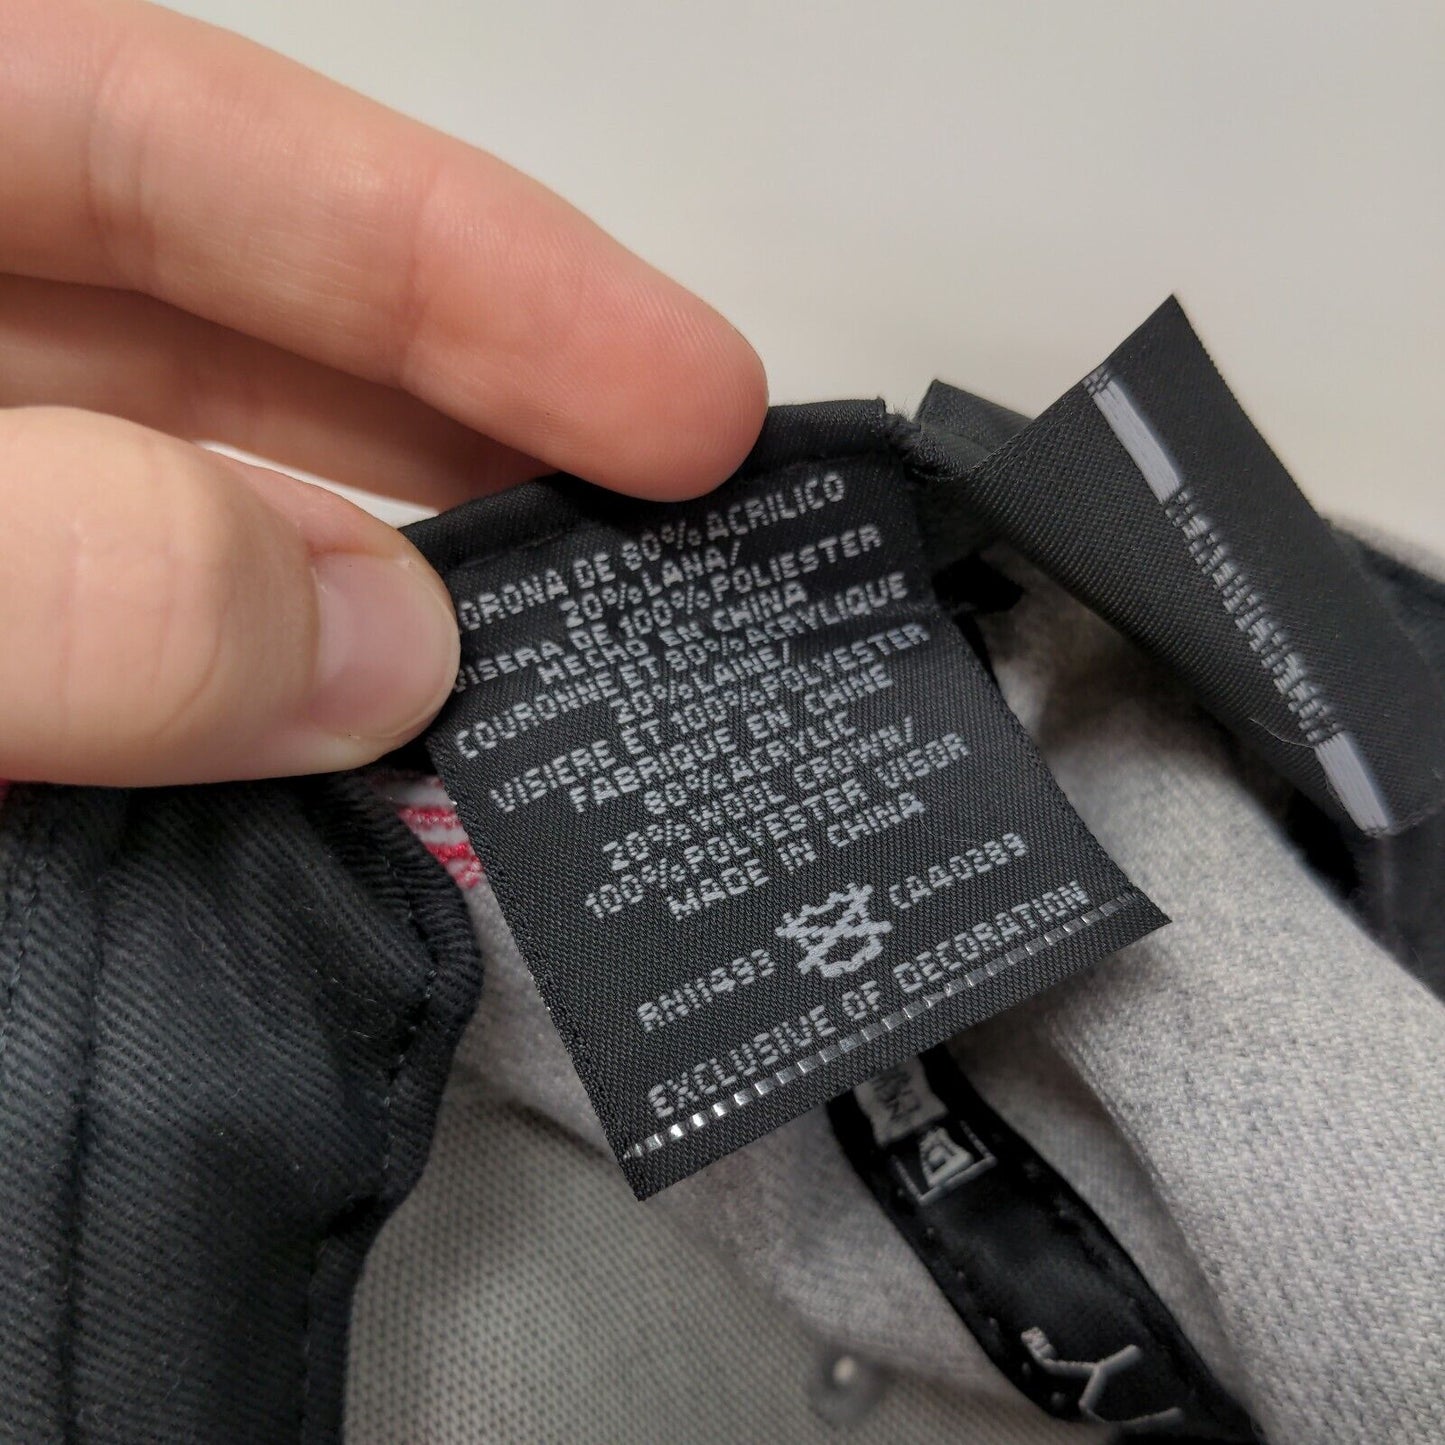 ORONA DE 80% ACRILICO
20% LANA/
VISERA DE 100% POLIESTER
HECHO EN CHINA
COURONNE ET 80% ACRYLIQUE
20% LAINE/
VISIERE ET 100% POLYESTER
FABRIQUE EN CHINE
80% ACRYLIC
20% WOOL CROWN/
100% POLYESTER VISOR
MADE IN CHINA
RN11493 CA40289
EXCLUSIVE OF DECORATION